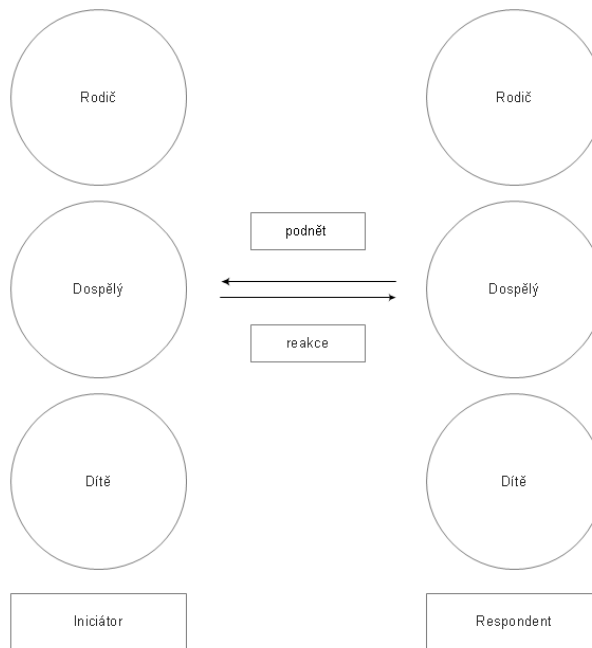 Rodič
Rodič
podnět
Dospělý
Dospělý
reakce
Dítě
Dítě
Iniciátor
Respondent